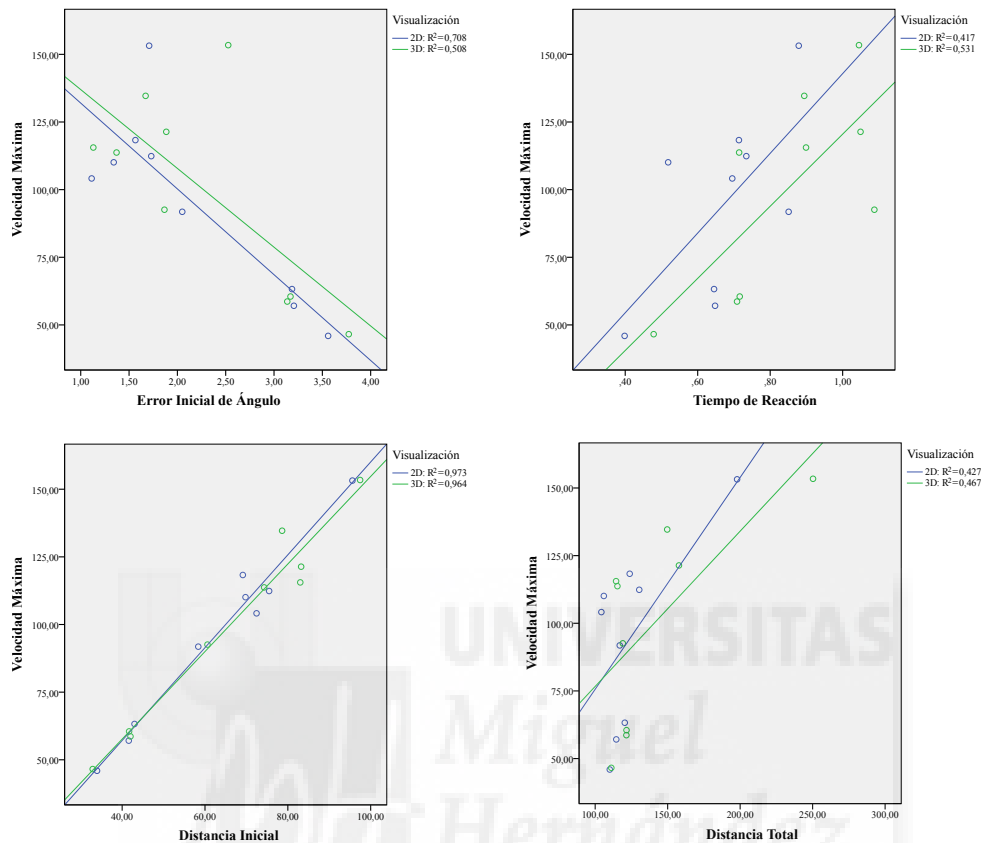 Visualización
2D: R²=0,708
3D: R²=0,508
150,00
125,00
100,00
75,00
50,00
Velocidad Máxima
1,00 1,50 2,00 2,50 3,00 3,50 4,00
Error Inicial de Ángulo
Visualización
2D: R²=0,417
3D: R²=0,531
150,00
125,00
100,00
75,00
50,00
Velocidad Máxima
,40 ,60 ,80 1,00
Tiempo de Reacción
Visualización
2D: R²=0,973
3D: R²=0,964
150,00
125,00
100,00
75,00
50,00
Velocidad Máxima
40,00 60,00 80,00 100,00
Distancia Inicial
Visualización
2D: R²=0,427
3D: R²=0,467
150,00
125,00
100,00
75,00
50,00
Velocidad Máxima
100,00 150,00 200,00 250,00 300,00
Distancia Total
UNIVERSITAS
Miguel
Hernández